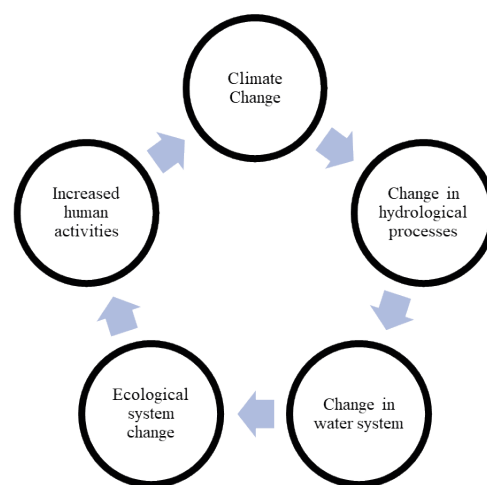 Climate
Change
Change in
hydrological
processes
Change in
water system
Ecological
system
change
Increased
human
activities